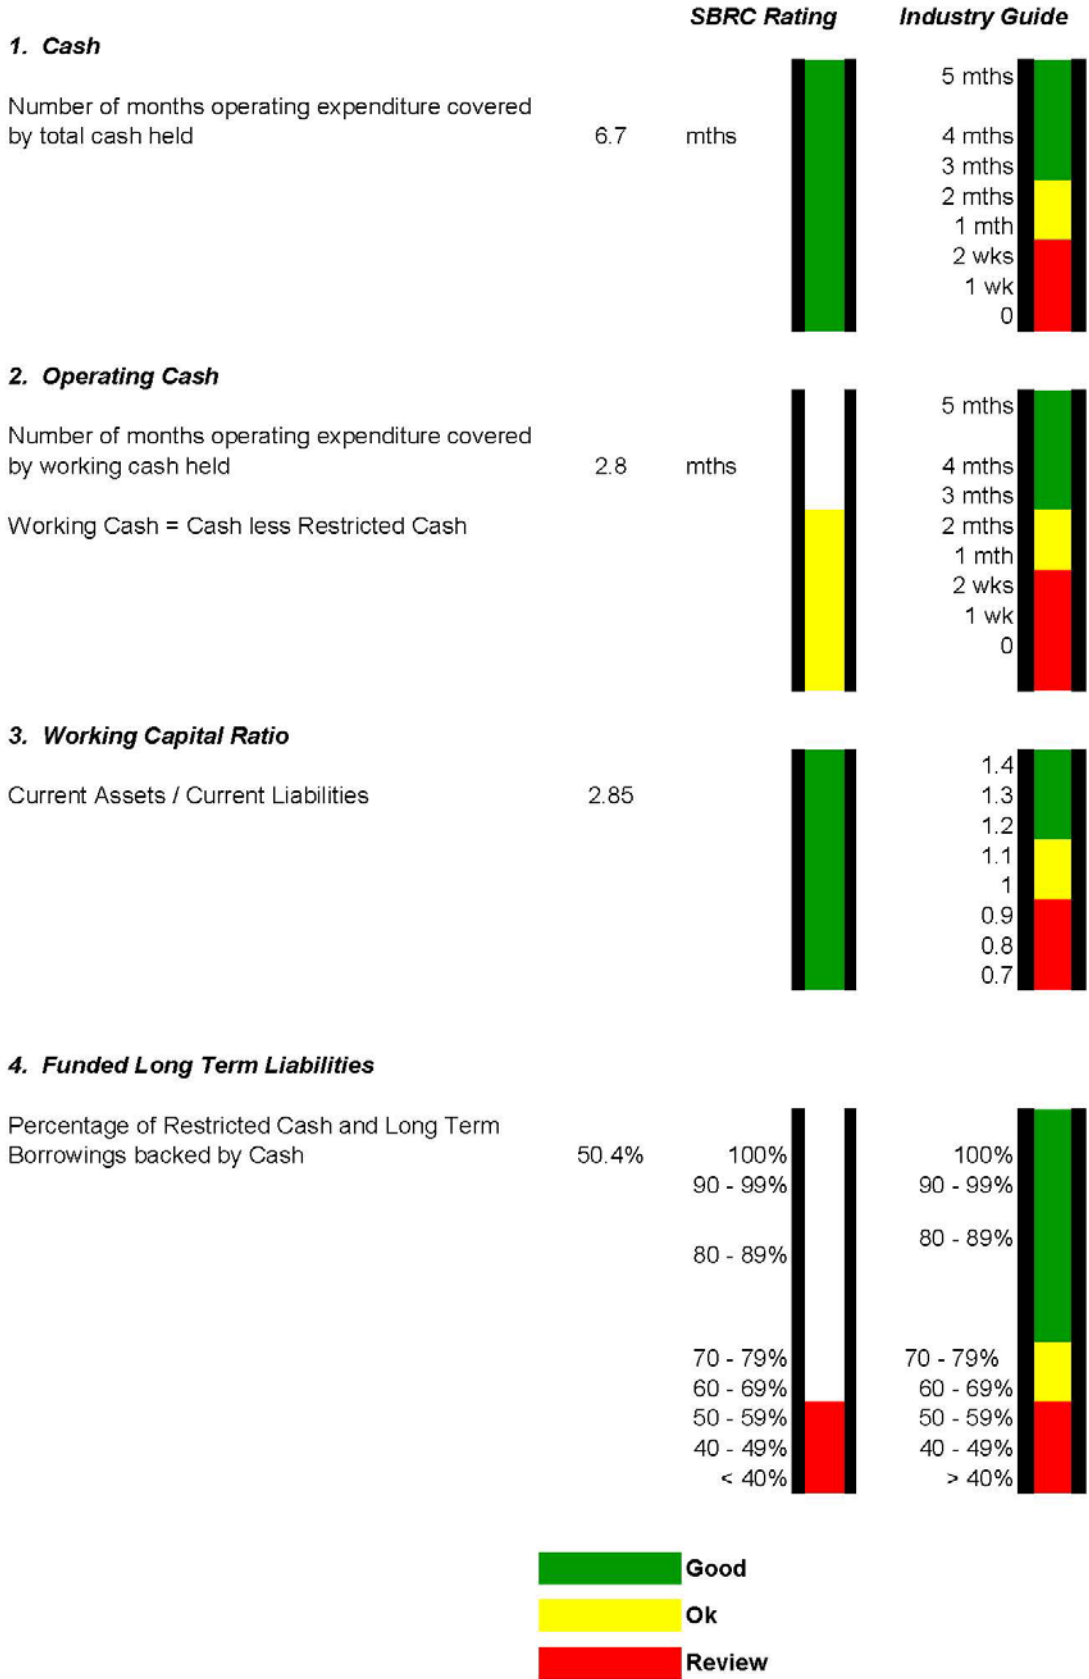 SBRC Rating Industry Guide
1. Cash
5 mths
Number of months operating expenditure covered
by total cash held 6.7 mths 4 mths
3 mths
2 mths
1 mth
2 wks
1 wk
0
2. Operating Cash
5 mths
Number of months operating expenditure covered
by working cash held 2.8 mths 4 mths
3 mths
Working Cash = Cash less Restricted Cash 2 mths
1 mth
2 wks
1 wk
0
3. Working Capital Ratio
1.4
Current Assets / Current Liabilities 2.85 1.3
1.2
1.1
1
0.9
0.8
0.7
4. Funded Long Term Liabilities
Percentage of Restricted Cash and Long Term
Borrowings backed by Cash 50.4% 100% 100%
90 - 99% 90 - 99%
80 - 89% 80 - 89%
70 - 79% 70 - 79%
60 - 69% 60 - 69%
50 - 59% 50 - 59%
40 - 49% 40 - 49%
< 40% > 40%
Good
Ok
Review